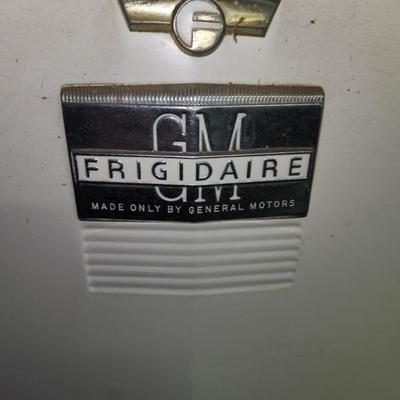 F
GM
FRIGIDAIRE
MADE ONLY BY GENERAL MOTORS